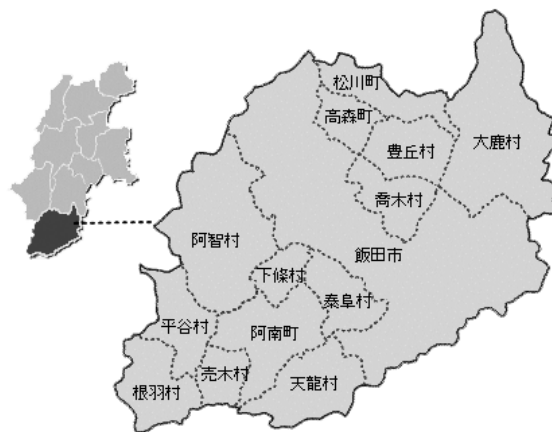 松川町
高森町
豊丘村
大鹿村
喬木村
阿智村
飯田市
下條村
泰阜村
平谷村
阿南町
売木村
天龍村
根羽村